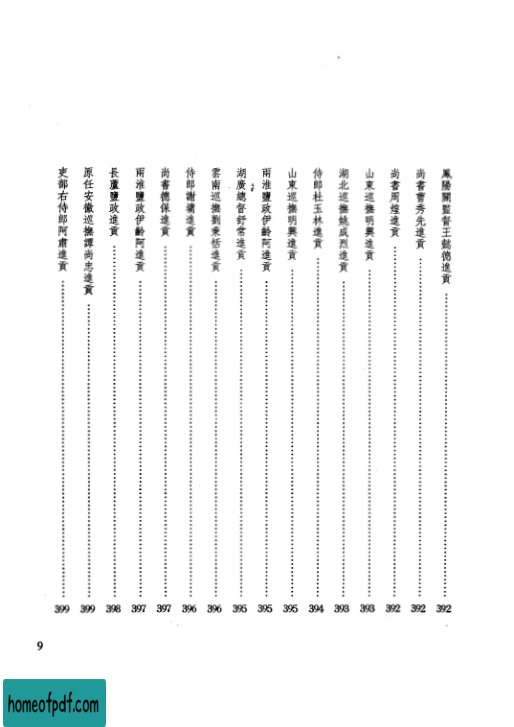 鳳陽關監督王懿德進貢 392
尚書曹秀先進貢 392
尚書周煌進貢 392
山東巡撫明興進貢 393
湖北巡撫姚成烈進貢 393
侍郎杜玉林進貢 394
山東巡撫明興進貢 395
兩淮鹽政伊齡阿進貢 395
湖廣總督舒常進貢 395
雲南巡撫劉秉恬進貢 396
侍郎謝墉進貢 396
尚書德保進貢 397
兩淮鹽政伊齡阿進貢 397
長蘆鹽政進貢 398
原任安徽巡撫譚尚忠進貢 399
吏部右侍郎阿肅進貢 399
9
homeofpdf.com